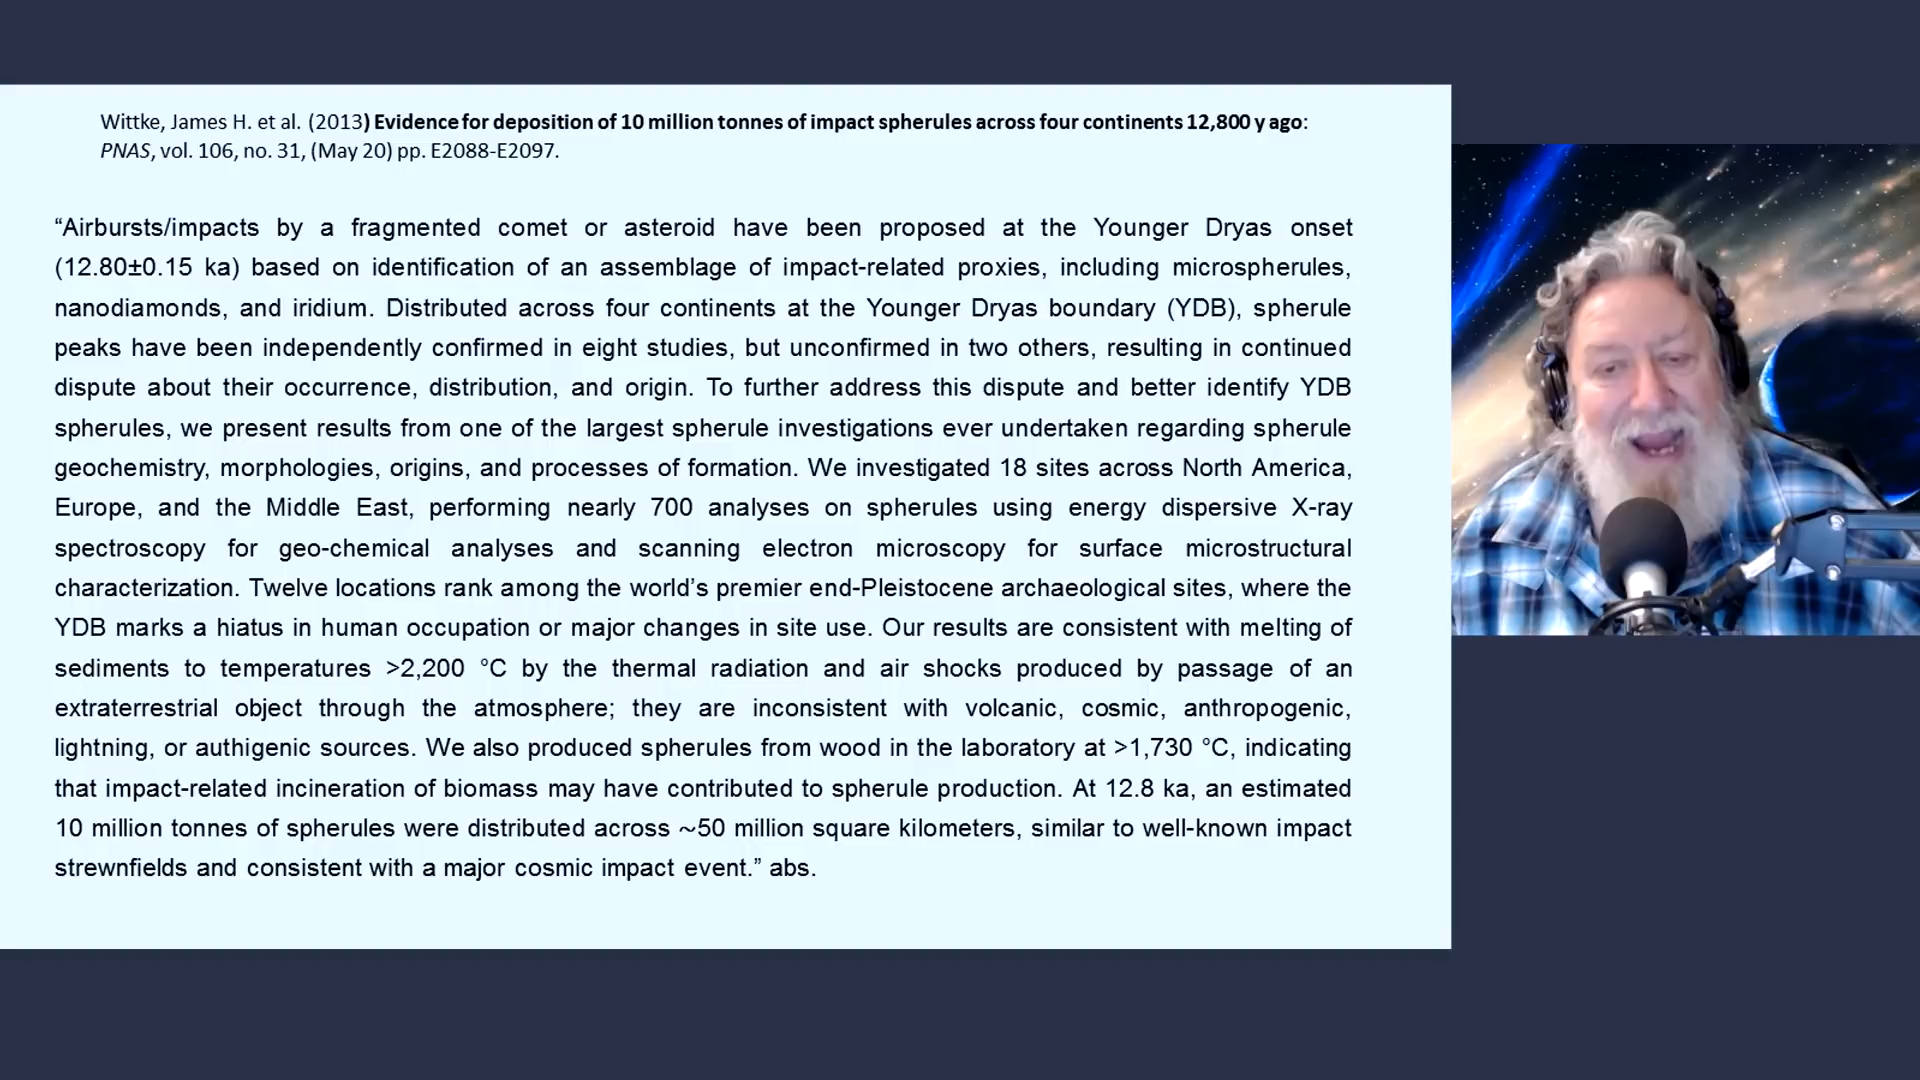 Wittke, James H. et al. (2013) Evidence for deposition of 10 million tonnes of impact spherules across four continents 12,800 y ago:
PNAS, vol. 106, no. 31, (May 20) pp. E2088-E2097.
“Airbursts/impacts by a fragmented comet or asteroid have been proposed at the Younger Dryas onset
(12.80±0.15 ka) based on identification of an assemblage of impact-related proxies, including microspherules,
nanodiamonds, and iridium. Distributed across four continents at the Younger Dryas boundary (YDB), spherule
peaks have been independently confirmed in eight studies, but unconfirmed in two others, resulting in continued
dispute about their occurrence, distribution, and origin. To further address this dispute and better identify YDB
spherules, we present results from one of the largest spherule investigations ever undertaken regarding spherule
geochemistry, morphologies, origins, and processes of formation. We investigated 18 sites across North America,
Europe, and the Middle East, performing nearly 700 analyses on spherules using energy dispersive X-ray
spectroscopy for geo-chemical analyses and scanning electron microscopy for surface microstructural
characterization. Twelve locations rank among the world’s premier end-Pleistocene archaeological sites, where the
YDB marks a hiatus in human occupation or major changes in site use. Our results are consistent with melting of
sediments to temperatures >2,200 °C by the thermal radiation and air shocks produced by passage of an
extraterrestrial object through the atmosphere; they are inconsistent with volcanic, cosmic, anthropogenic,
lightning, or authigenic sources. We also produced spherules from wood in the laboratory at >1,730 °C, indicating
that impact-related incineration of biomass may have contributed to spherule production. At 12.8 ka, an estimated
10 million tonnes of spherules were distributed across ~50 million square kilometers, similar to well-known impact
strewnfields and consistent with a major cosmic impact event.” abs.